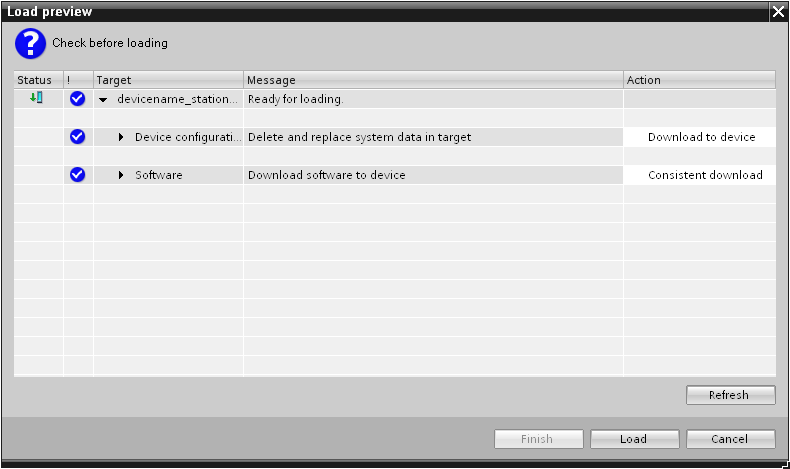 Load preview
Check before loading
Status ! Target Message Action
devicename_station... Ready for loading.
Device configurati... Delete and replace system data in target Download to device
Software Download software to device Consistent download
Refresh
Finish Load Cancel